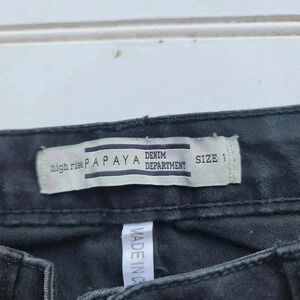 high rise PAPAYA DENIM DEPARTMENT SIZE 1
MADE IN